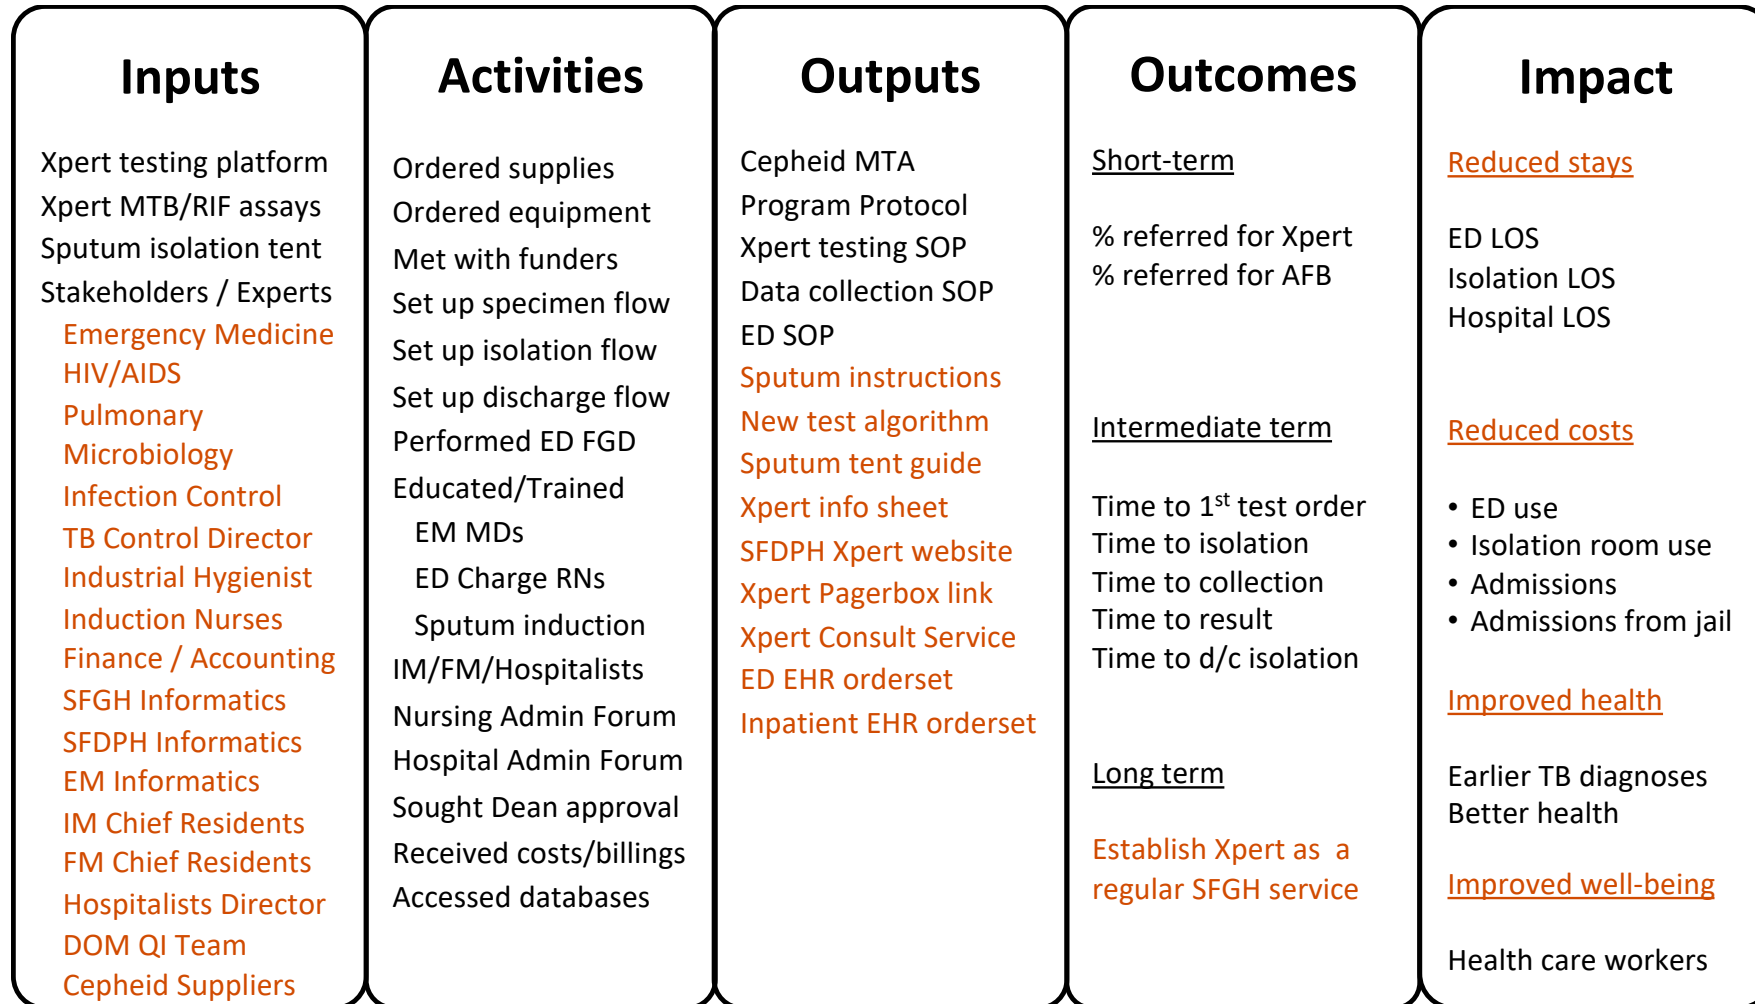 Inputs
Xpert testing platform
Xpert MTB/RIF assays
Sputum isolation tent
Stakeholders / Experts
Emergency Medicine
HIV/AIDS
Pulmonary
Microbiology
Infection Control
TB Control Director
Industrial Hygienist
Induction Nurses
Finance / Accounting
SFGH Informatics
SFDPH Informatics
EM Informatics
IM Chief Residents
FM Chief Residents
Hospitalists Director
DOM QI Team
Cepheid Suppliers
Activities
Ordered supplies
Ordered equipment
Met with funders
Set up specimen flow
Set up isolation flow
Set up discharge flow
Performed ED FGD
Educated/Trained
EM MDs
ED Charge RNs
Sputum induction
IM/FM/Hospitalists
Nursing Admin Forum
Hospital Admin Forum
Sought Dean approval
Received costs/billings
Accessed databases
Outputs
Cepheid MTA
Program Protocol
Xpert testing SOP
Data collection SOP
ED SOP
Sputum instructions
New test algorithm
Sputum tent guide
Xpert info sheet
SFDPH Xpert website
Xpert Pagerbox link
Xpert Consult Service
ED EHR orderset
Inpatient EHR orderset
Outcomes
Short-term
% referred for Xpert
% referred for AFB
Intermediate term
Time to 1st test order
Time to isolation
Time to collection
Time to result
Time to d/c isolation
Long term
Establish Xpert as a
regular SFGH service
Impact
Reduced stays
ED LOS
Isolation LOS
Hospital LOS
Reduced costs
• ED use
• Isolation room use
• Admissions
• Admissions from jail
Improved health
Earlier TB diagnoses
Better health
Improved well-being
Health care workers